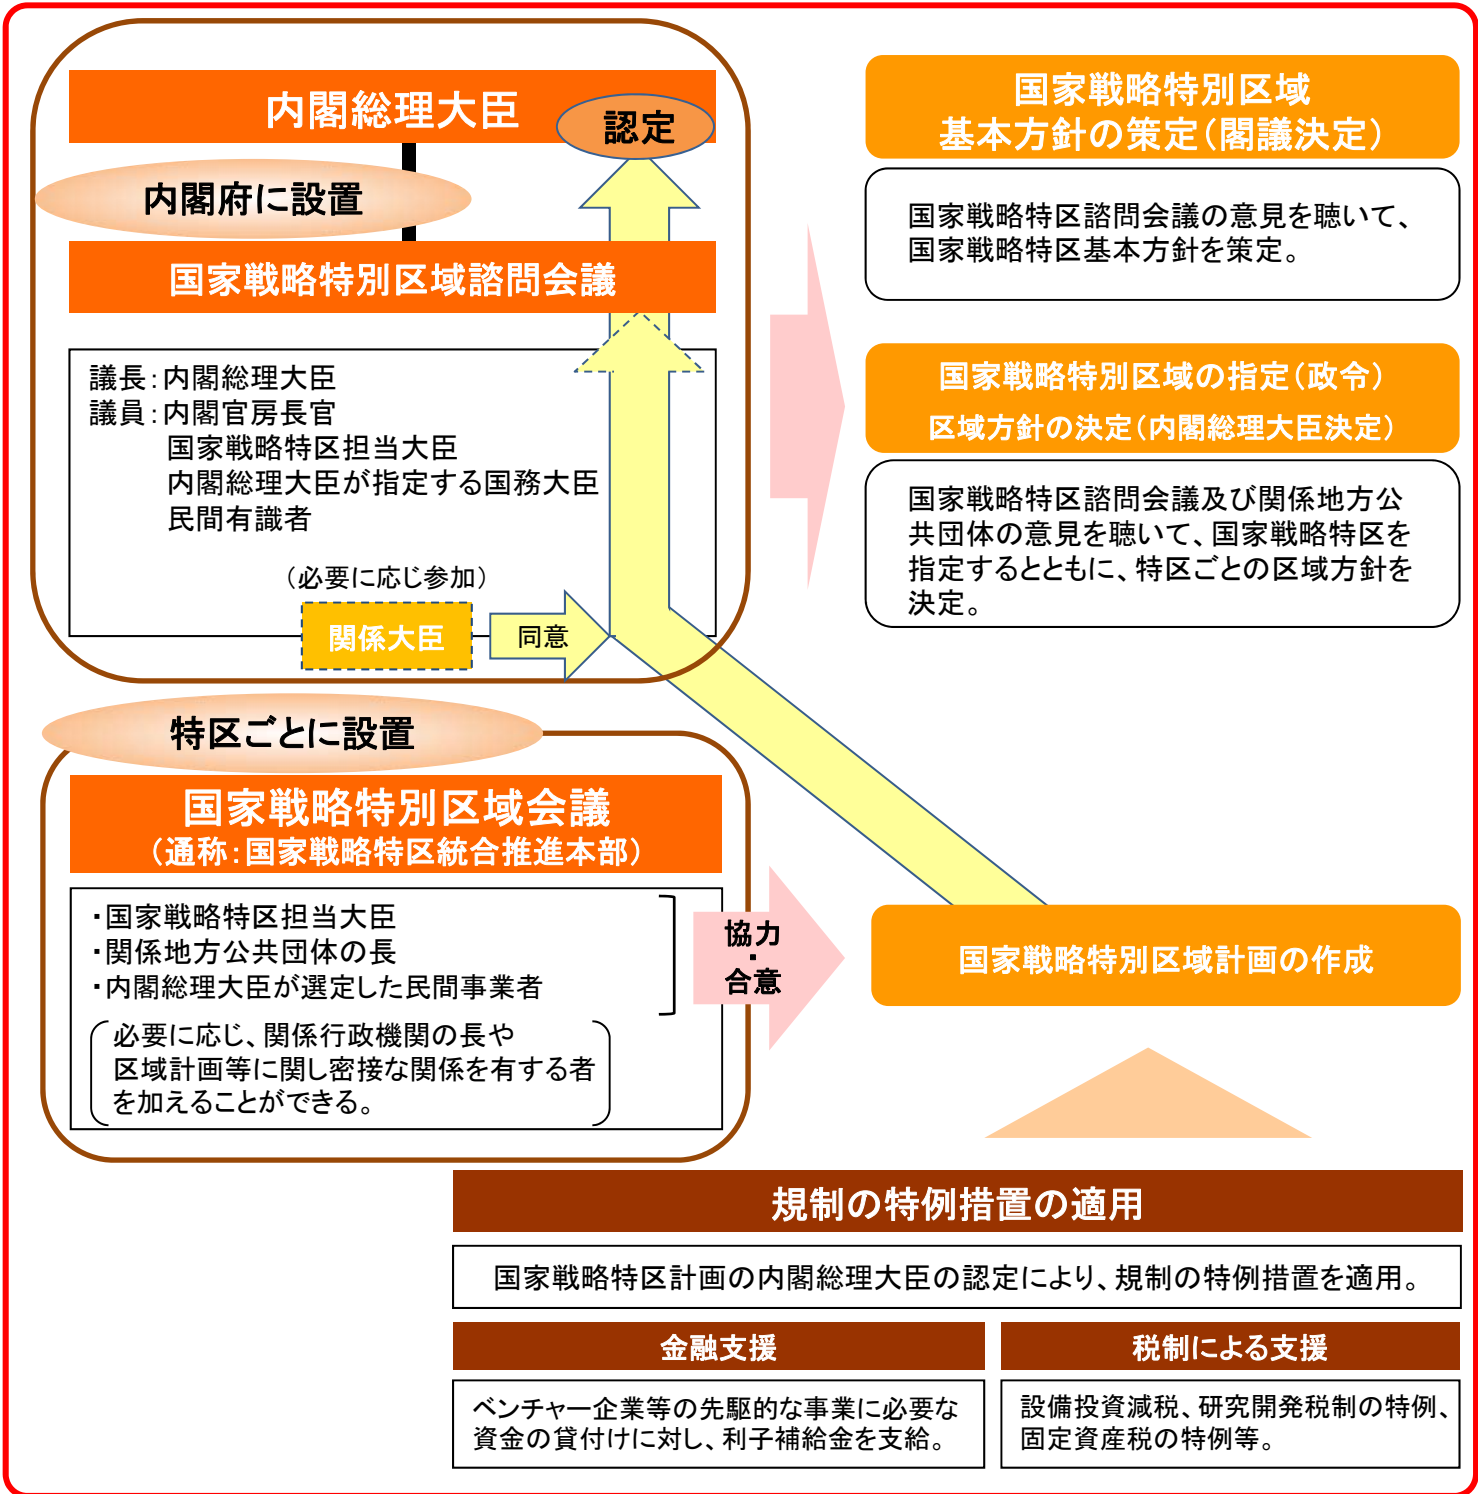 内閣総理大臣
認定
内閣府に設置
国家戦略特別区域諮問会議
議長：内閣総理大臣
議員：内閣官房長官
国家戦略特区担当大臣
内閣総理大臣が指定する国務大臣
民間有識者
（必要に応じ参加）
関係大臣
同意
国家戦略特別区域
基本方針の策定（閣議決定）
国家戦略特区諮問会議の意見を聴いて、
国家戦略特区基本方針を策定。
国家戦略特別区域の指定（政令）
区域方針の決定（内閣総理大臣決定）
国家戦略特区諮問会議及び関係地方公
共団体の意見を聴いて、国家戦略特区を
指定するとともに、特区ごとの区域方針を
決定。
特区ごとに設置
国家戦略特別区域会議
（通称：国家戦略特区統合推進本部）
・国家戦略特区担当大臣
・関係地方公共団体の長
・内閣総理大臣が選定した民間事業者
必要に応じ、関係行政機関の長や
区域計画等に関し密接な関係を有する者
を加えることができる。
協力
・
合意
国家戦略特別区域計画の作成
規制の特例措置の適用
国家戦略特区計画の内閣総理大臣の認定により、規制の特例措置を適用。
金融支援
ベンチャー企業等の先駆的な事業に必要な
資金の貸付けに対し、利子補給金を支給。
税制による支援
設備投資減税、研究開発税制の特例、
固定資産税の特例等。